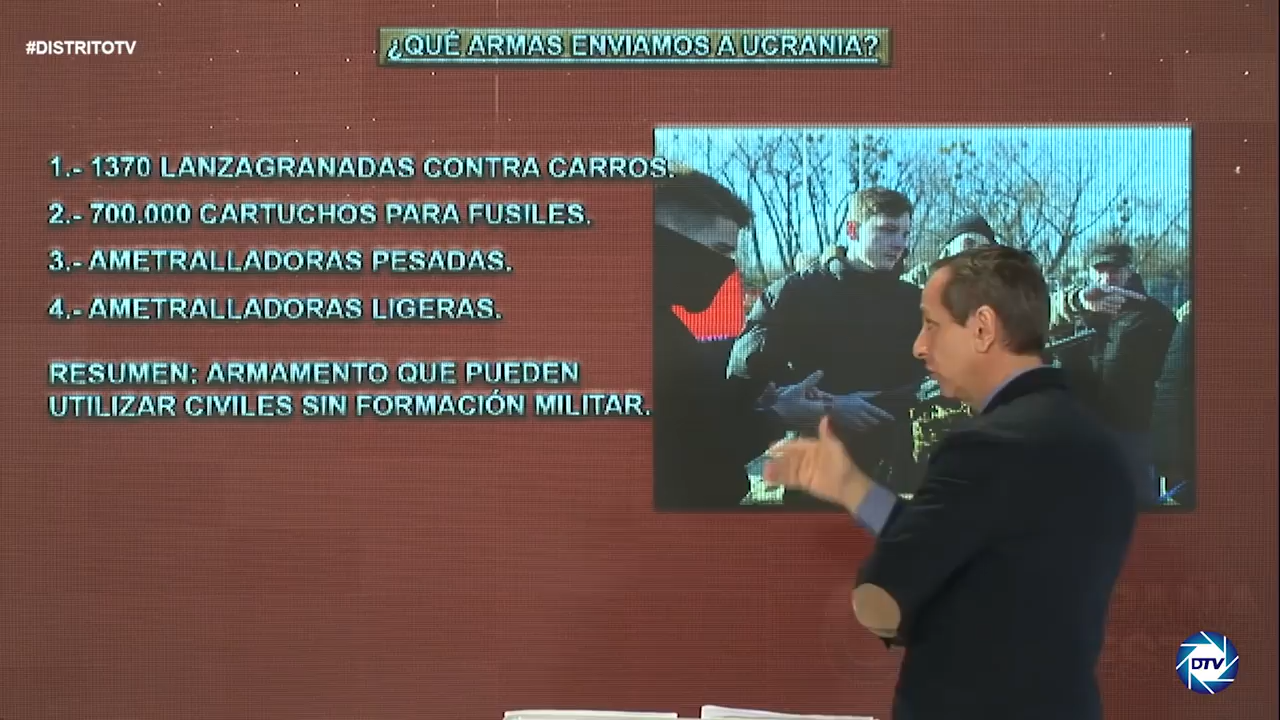 #DISTRITOTV
¿QUÉ ARMAS ENVIAMOS A UCRANIA?
1.- 1370 LANZAGRANADAS CONTRA CARROS.
2.- 700.000 CARTUCHOS PARA FUSILES.
3.- AMETRALLADORAS PESADAS.
4.- AMETRALLADORAS LIGERAS.
RESUMEN: ARMAMENTO QUE PUEDEN
UTILIZAR CIVILES SIN FORMACIÓN MILITAR.
DTV